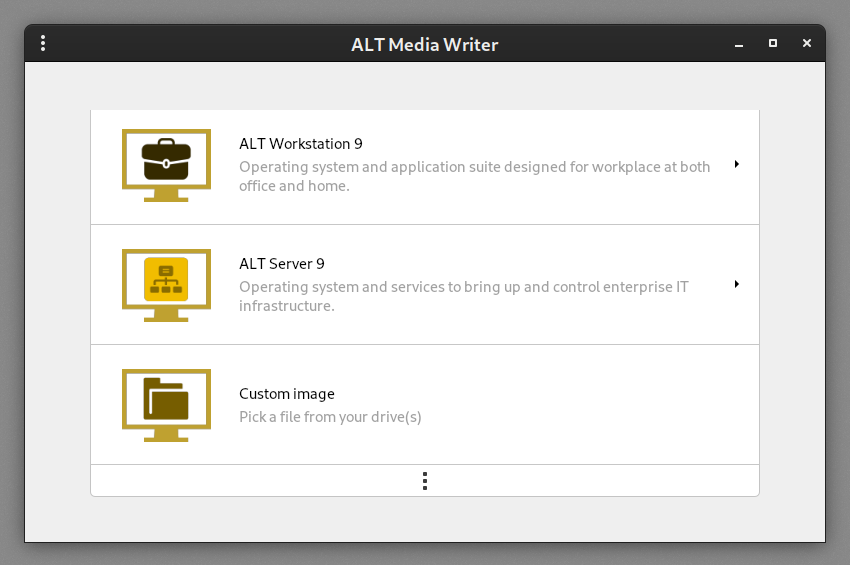 ALT Media Writer
ALT Workstation 9
Operating system and application suite designed for workplace at both
office and home.
ALT Server 9
Operating system and services to bring up and control enterprise IT
infrastructure.
Custom image
Pick a file from your drive(s)